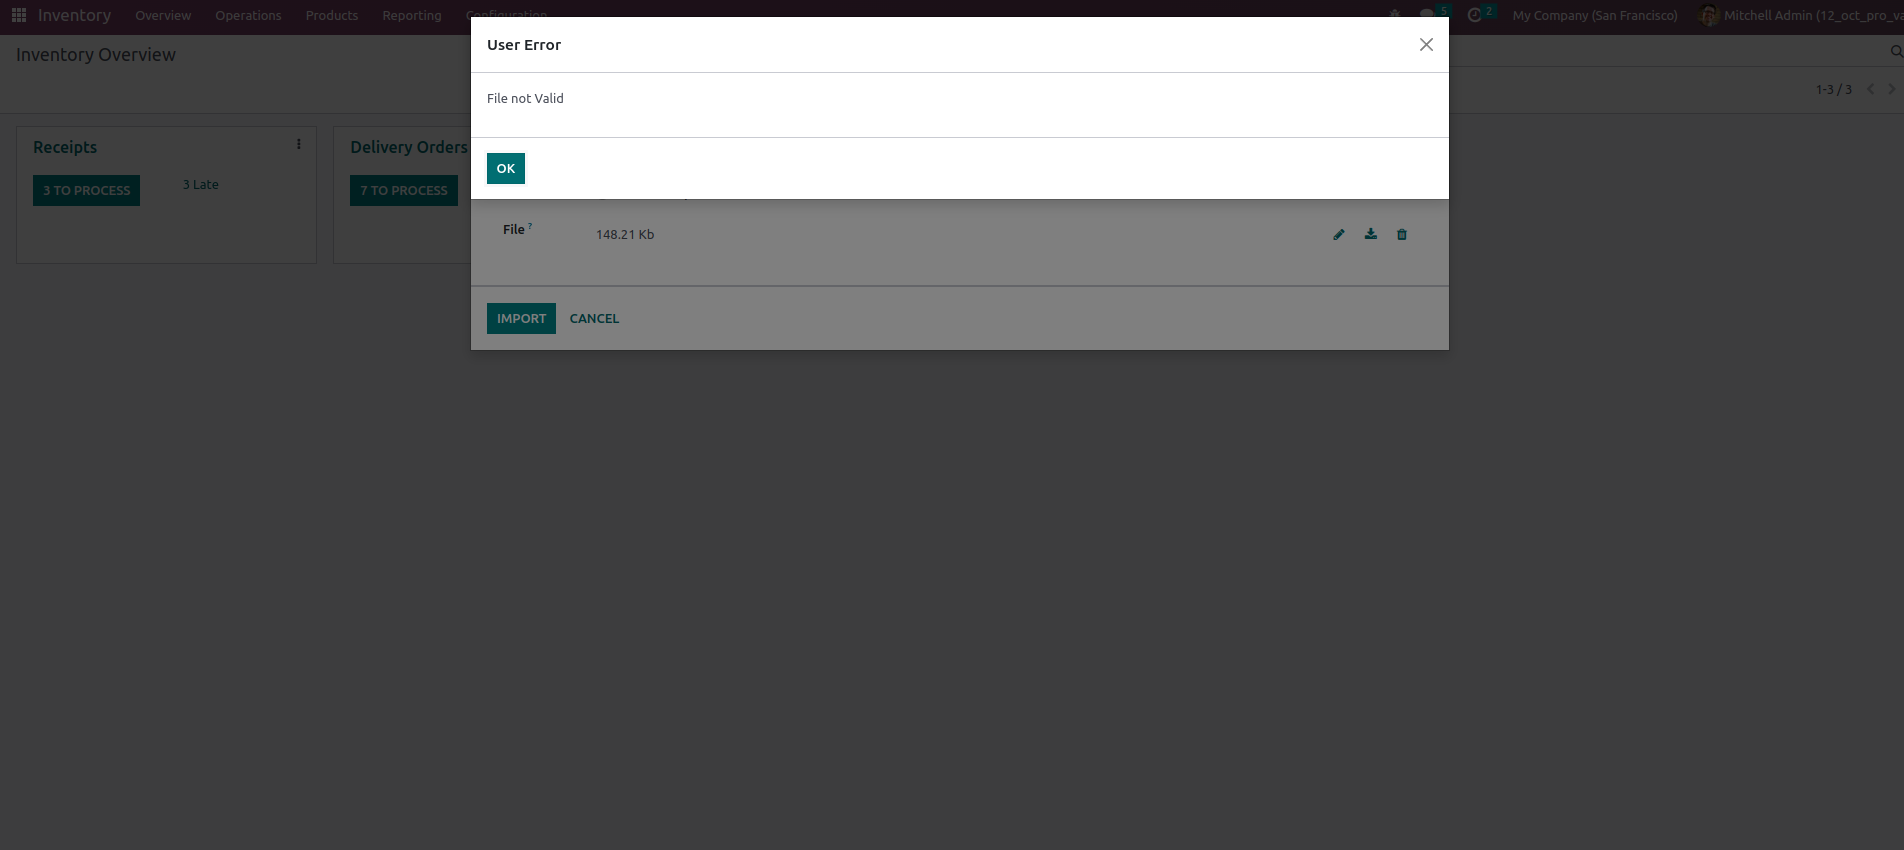 Inventory Overview Operations Products Reporting Configuration 5 2 My Company (San Francisco) Mitchell Admin (12_oct_pro_va
Inventory Overview
1-3 / 3
User Error
File not Valid
OK
Receipts
3 TO PROCESS
3 Late
Delivery Orders
7 TO PROCESS
File ?
148.21 Kb
IMPORT CANCEL